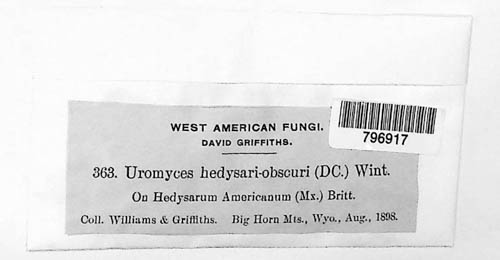 WEST AMERICAN FUNGI.
DAVID GRIFFITHS.
796917
363. Uromyces hedysari-obscuri (DC.) Wint.
On Hedysarum Americanum (Mx.) Britt.
Coll. Williams & Griffiths. Big Horn Mts., Wyo., Aug., 1898.